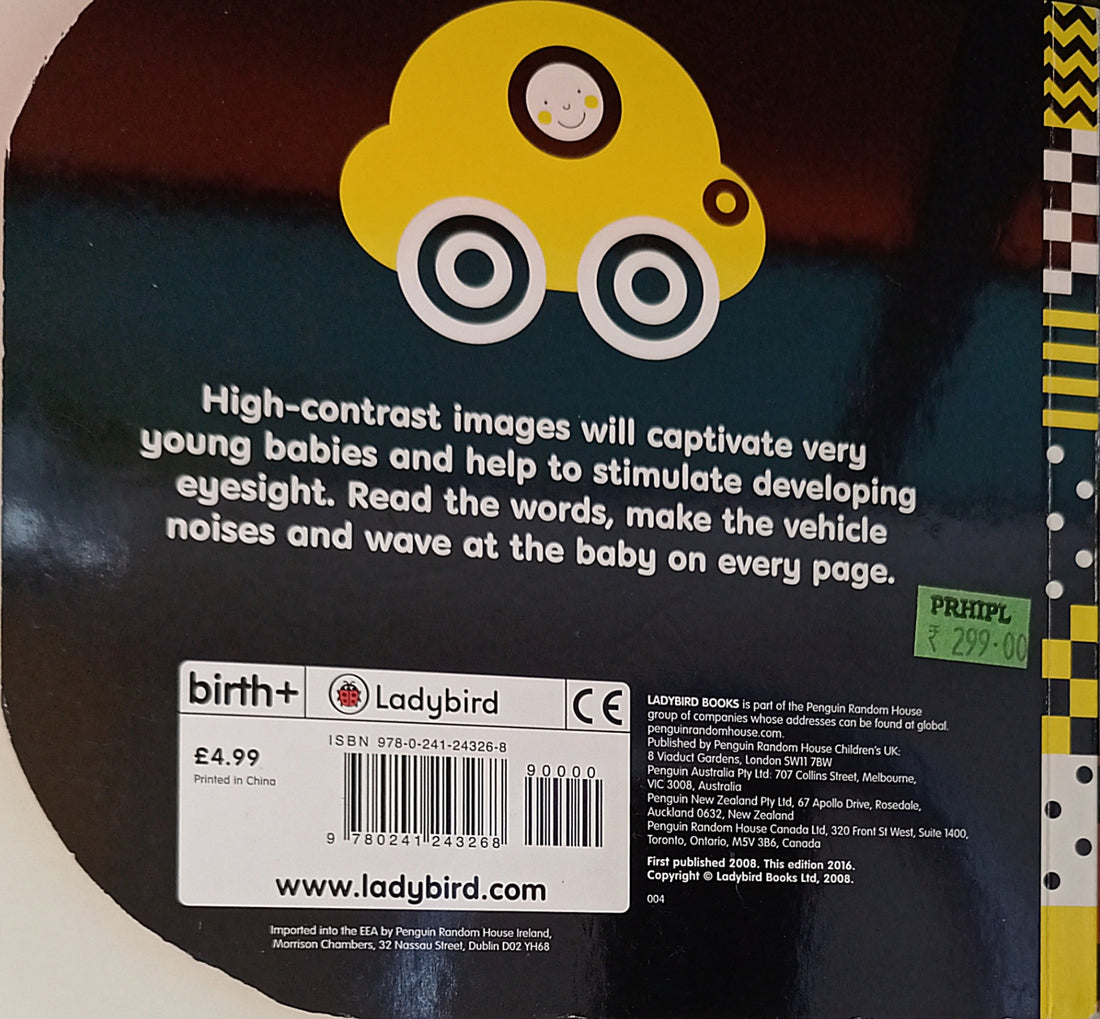 High-contrast images will captivate very
young babies and help to stimulate developing
eyesight. Read the words, make the vehicle
noises and wave at the baby on every page.
PRHIPL
₹ 299.00
birth+
Ladybird
CE
£4.99
Printed in China
ISBN 978-0-241-24326-8
90000
9 780241 243268
www.ladybird.com
LADYBIRD BOOKS is part of the Penguin Random House
group of companies whose addresses can be found at global.
penguinrandomhouse.com.
Published by Penguin Random House Children's UK:
8 Viaduct Gardens, London SW11 7BW
Penguin Australia Pty Ltd: 707 Collins Street, Melbourne,
VIC 3008, Australia
Penguin New Zealand Pty Ltd, 67 Apollo Drive, Rosedale,
Auckland 0632, New Zealand
Penguin Random House Canada Ltd, 320 Front St West, Suite 1400,
Toronto, Ontario, M5V 3B6, Canada
First published 2008. This edition 2016.
Copyright © Ladybird Books Ltd, 2008.
004
Imported into the EEA by Penguin Random House Ireland,
Morrison Chambers, 32 Nassau Street, Dublin D02 YH68